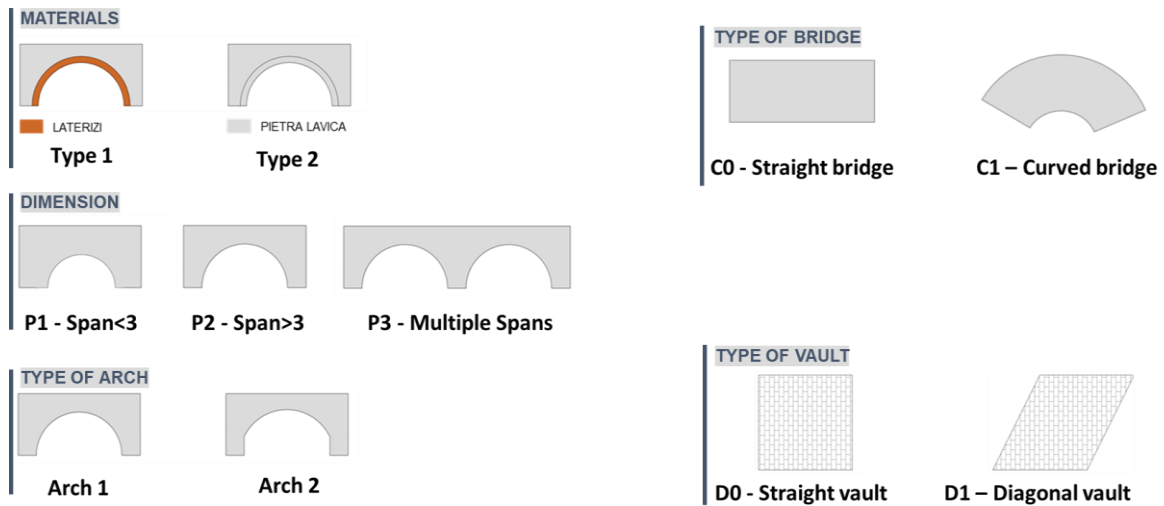 MATERIALS
LATERIZI
PIETRA LAVICA
Type 1
Type 2
DIMENSION
P1 - Span<3
P2 - Span>3
P3 - Multiple Spans
TYPE OF ARCH
Arch 1
Arch 2
TYPE OF BRIDGE
C0 - Straight bridge
C1 – Curved bridge
TYPE OF VAULT
D0 - Straight vault
D1 – Diagonal vault